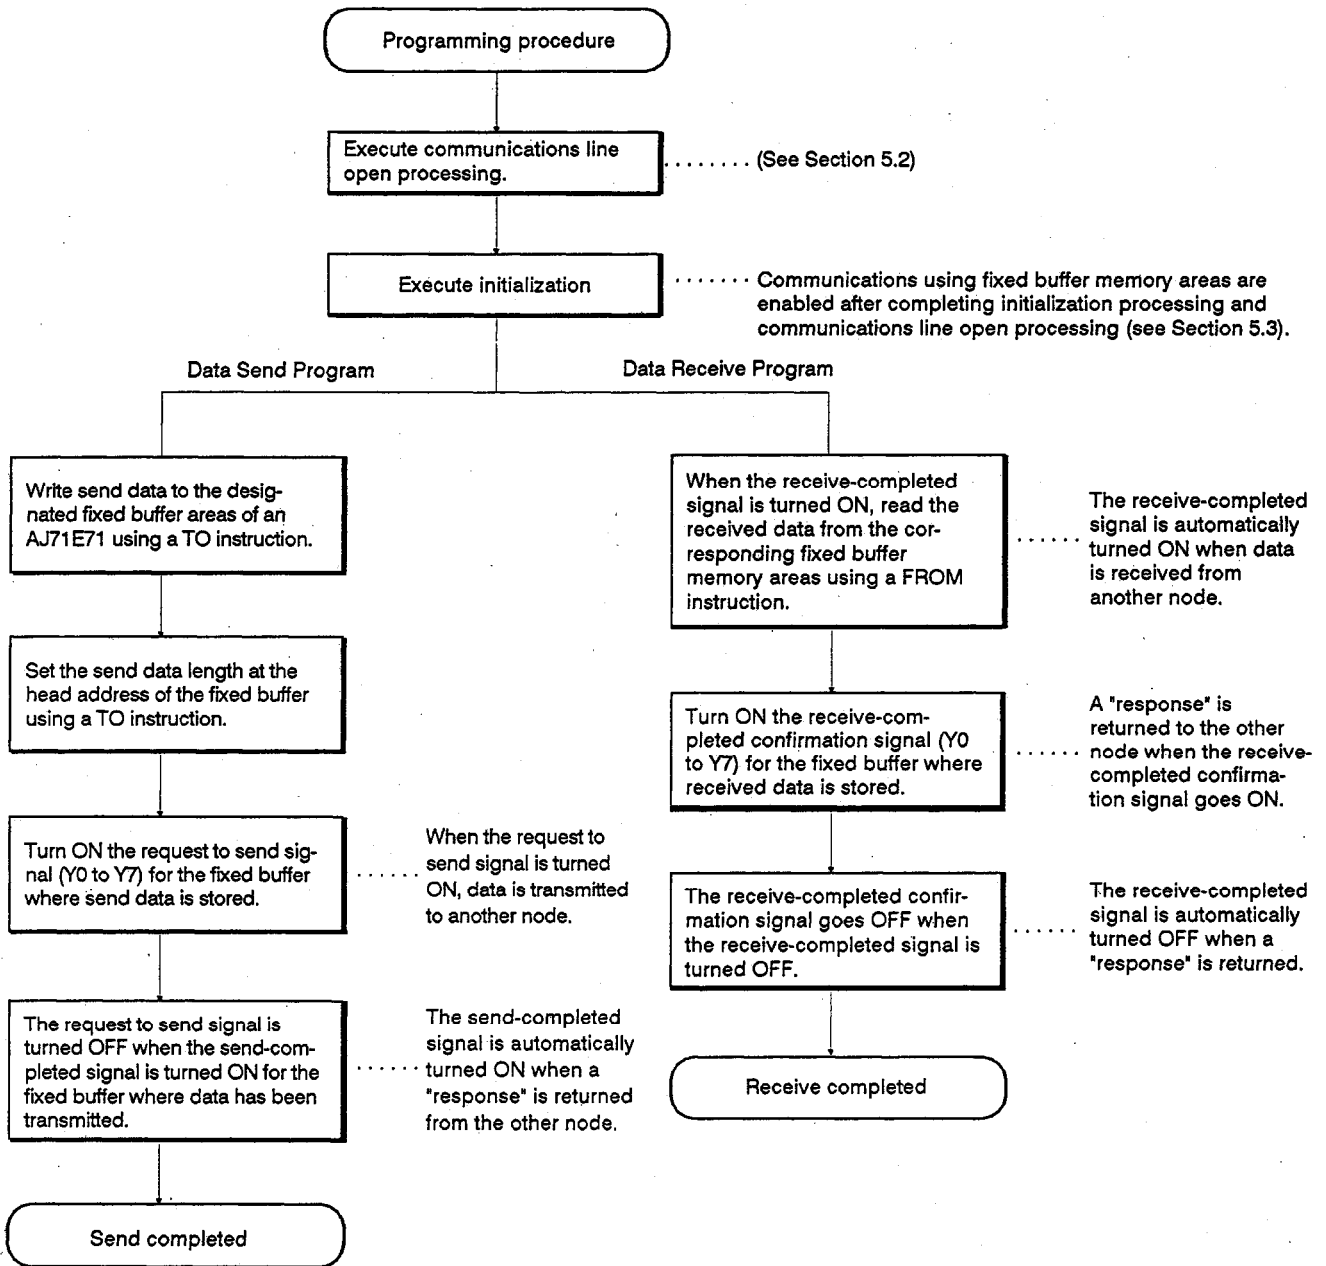 Programming procedure
Execute communications line
open processing.
........ (See Section 5.2)
Execute initialization
....... Communications using fixed buffer memory areas are
enabled after completing initialization processing and
communications line open processing (see Section 5.3).
Data Send Program
Data Receive Program
Write send data to the desig-
nated fixed buffer areas of an
AJ71E71 using a TO instruction.
Set the send data length at the
head address of the fixed buffer
using a TO instruction.
Turn ON the request to send sig-
nal (Y0 to Y7) for the fixed buffer
where send data is stored.
When the request to
...... send signal is turned
ON, data is transmitted
to another node.
The request to send signal is
turned OFF when the send-com-
pleted signal is turned ON for the
fixed buffer where data has been
transmitted.
The send-completed
signal is automatically
...... turned ON when a
"response" is returned
from the other node.
Send completed
When the receive-completed
signal is turned ON, read the
received data from the cor-
responding fixed buffer
memory areas using a FROM
instruction.
The receive-completed
signal is automatically
...... turned ON when data
is received from
another node.
Turn ON the receive-com-
pleted confirmation signal (Y0
to Y7) for the fixed buffer where
received data is stored.
A "response" is
returned to the other
...... node when the receive-
completed confirma-
tion signal goes ON.
The receive-completed confir-
mation signal goes OFF when
the receive-completed signal is
turned OFF.
The receive-completed
signal is automatically
...... turned OFF when a
"response" is returned.
Receive completed